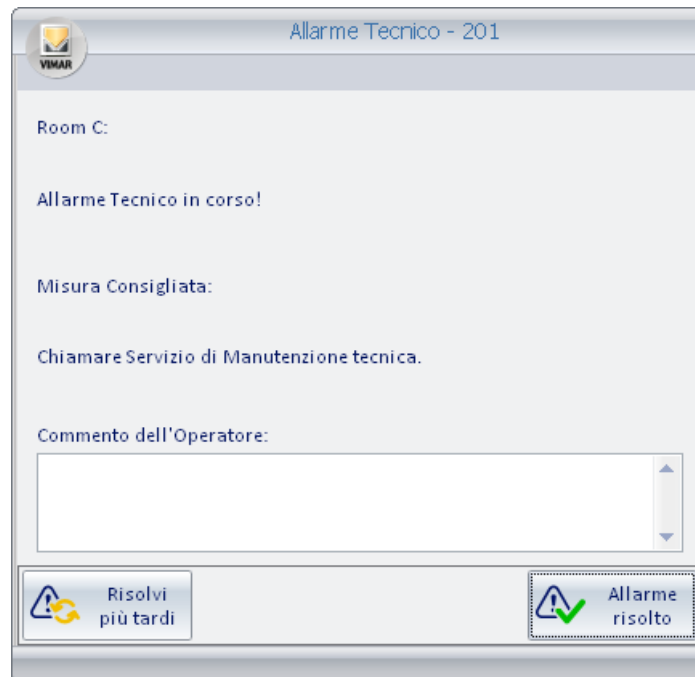 Allarme Tecnico - 201
VIMAR
Room C:
Allarme Tecnico in corso!
Misura Consigliata:
Chiamare Servizio di Manutenzione tecnica.
Commento dell'Operatore:
Risolvi
più tardi
Allarme
risolto